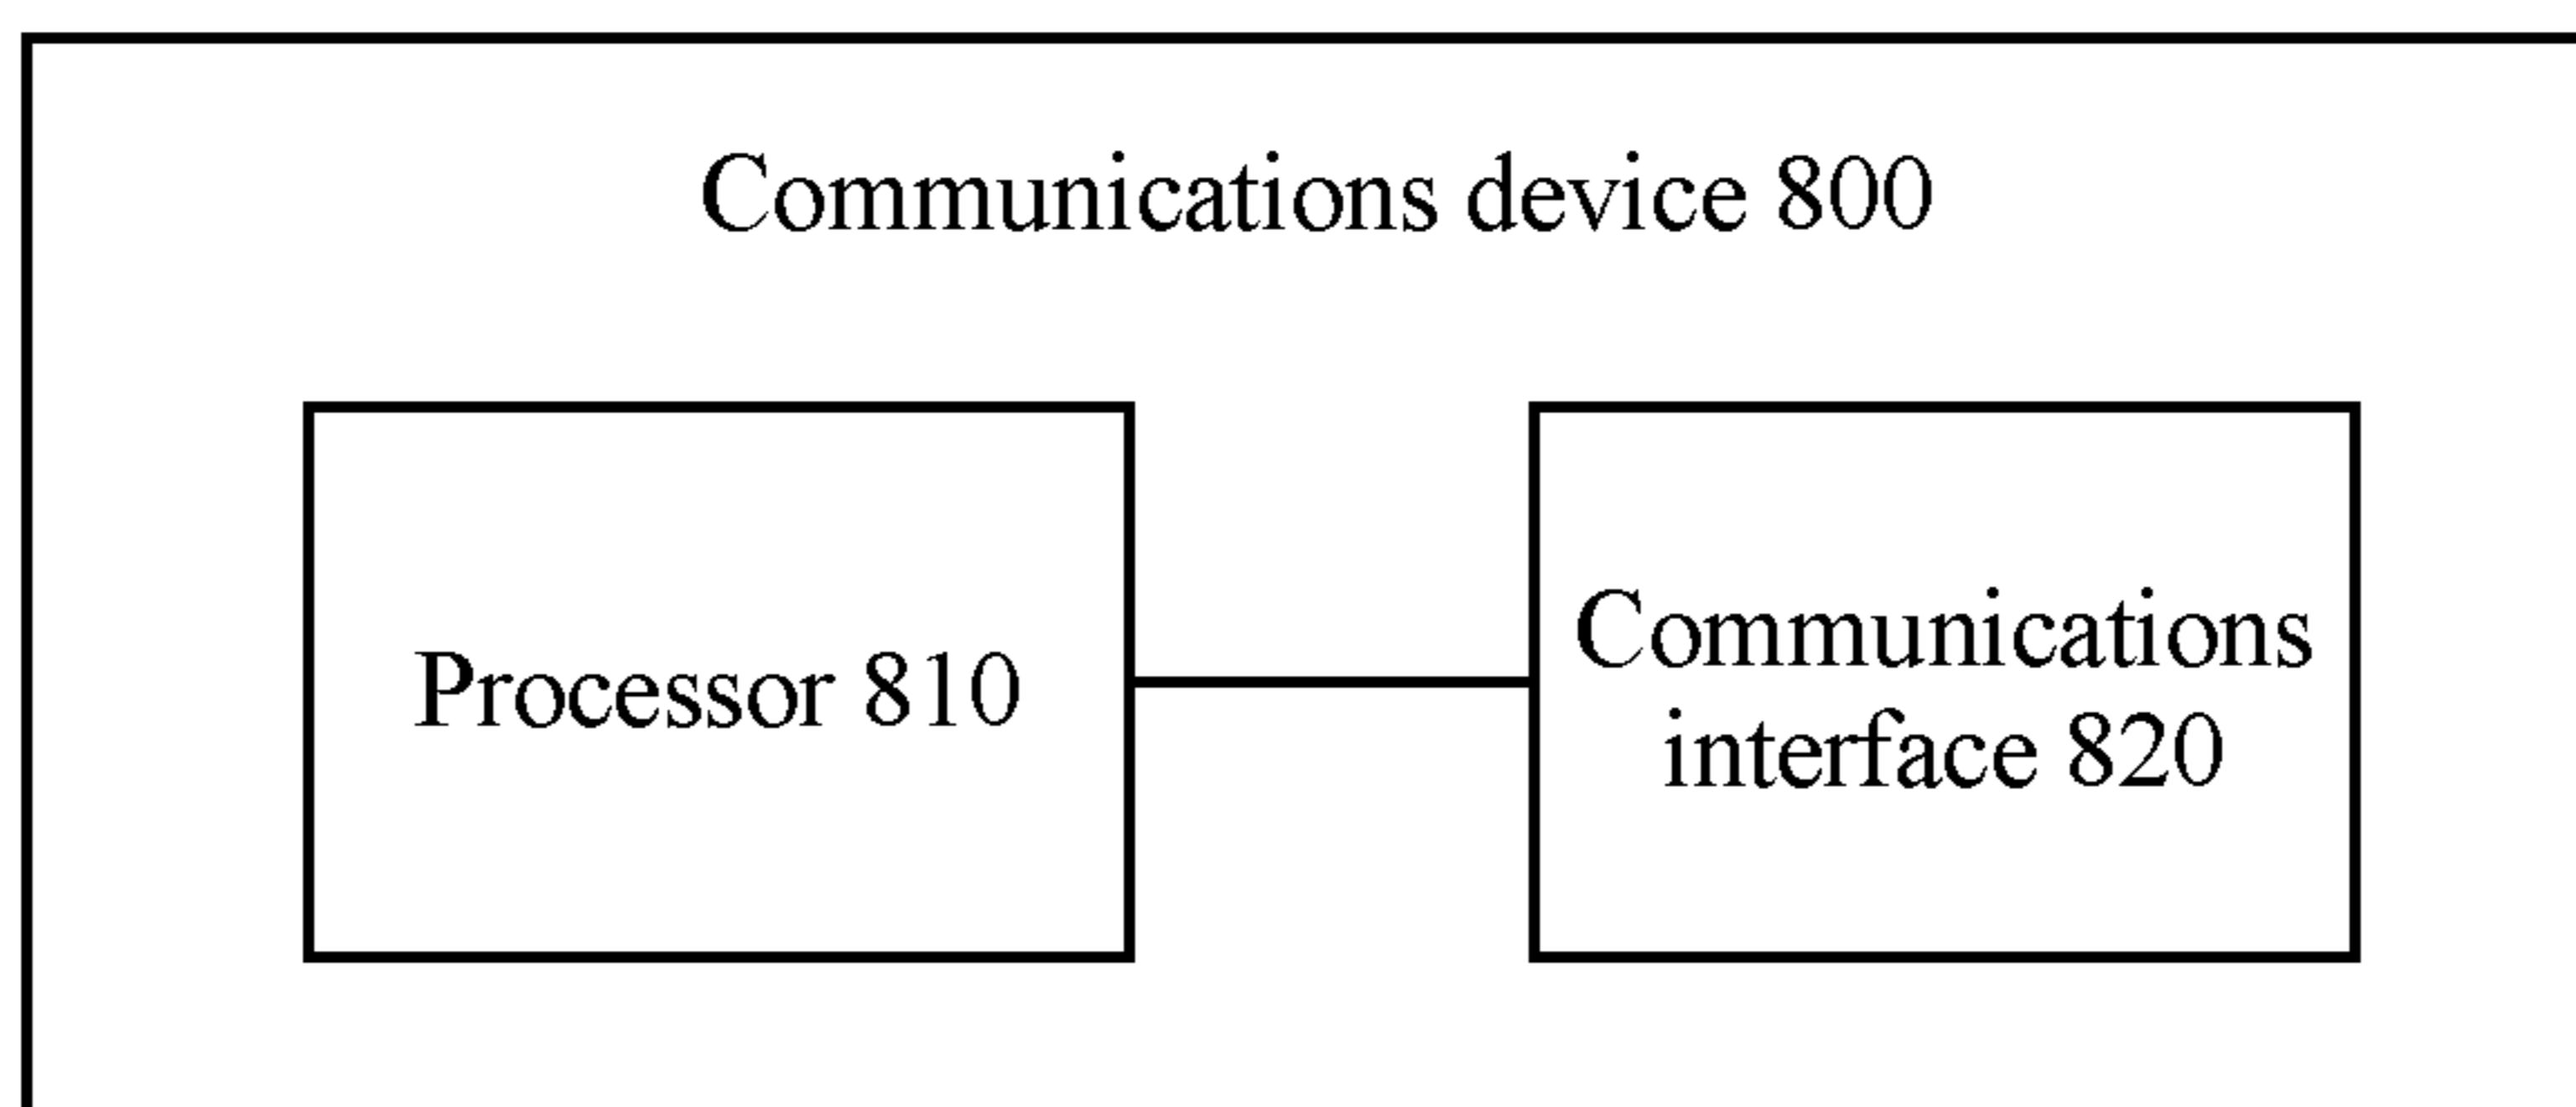 Communications device 800
Processor 810
Communications
interface 820